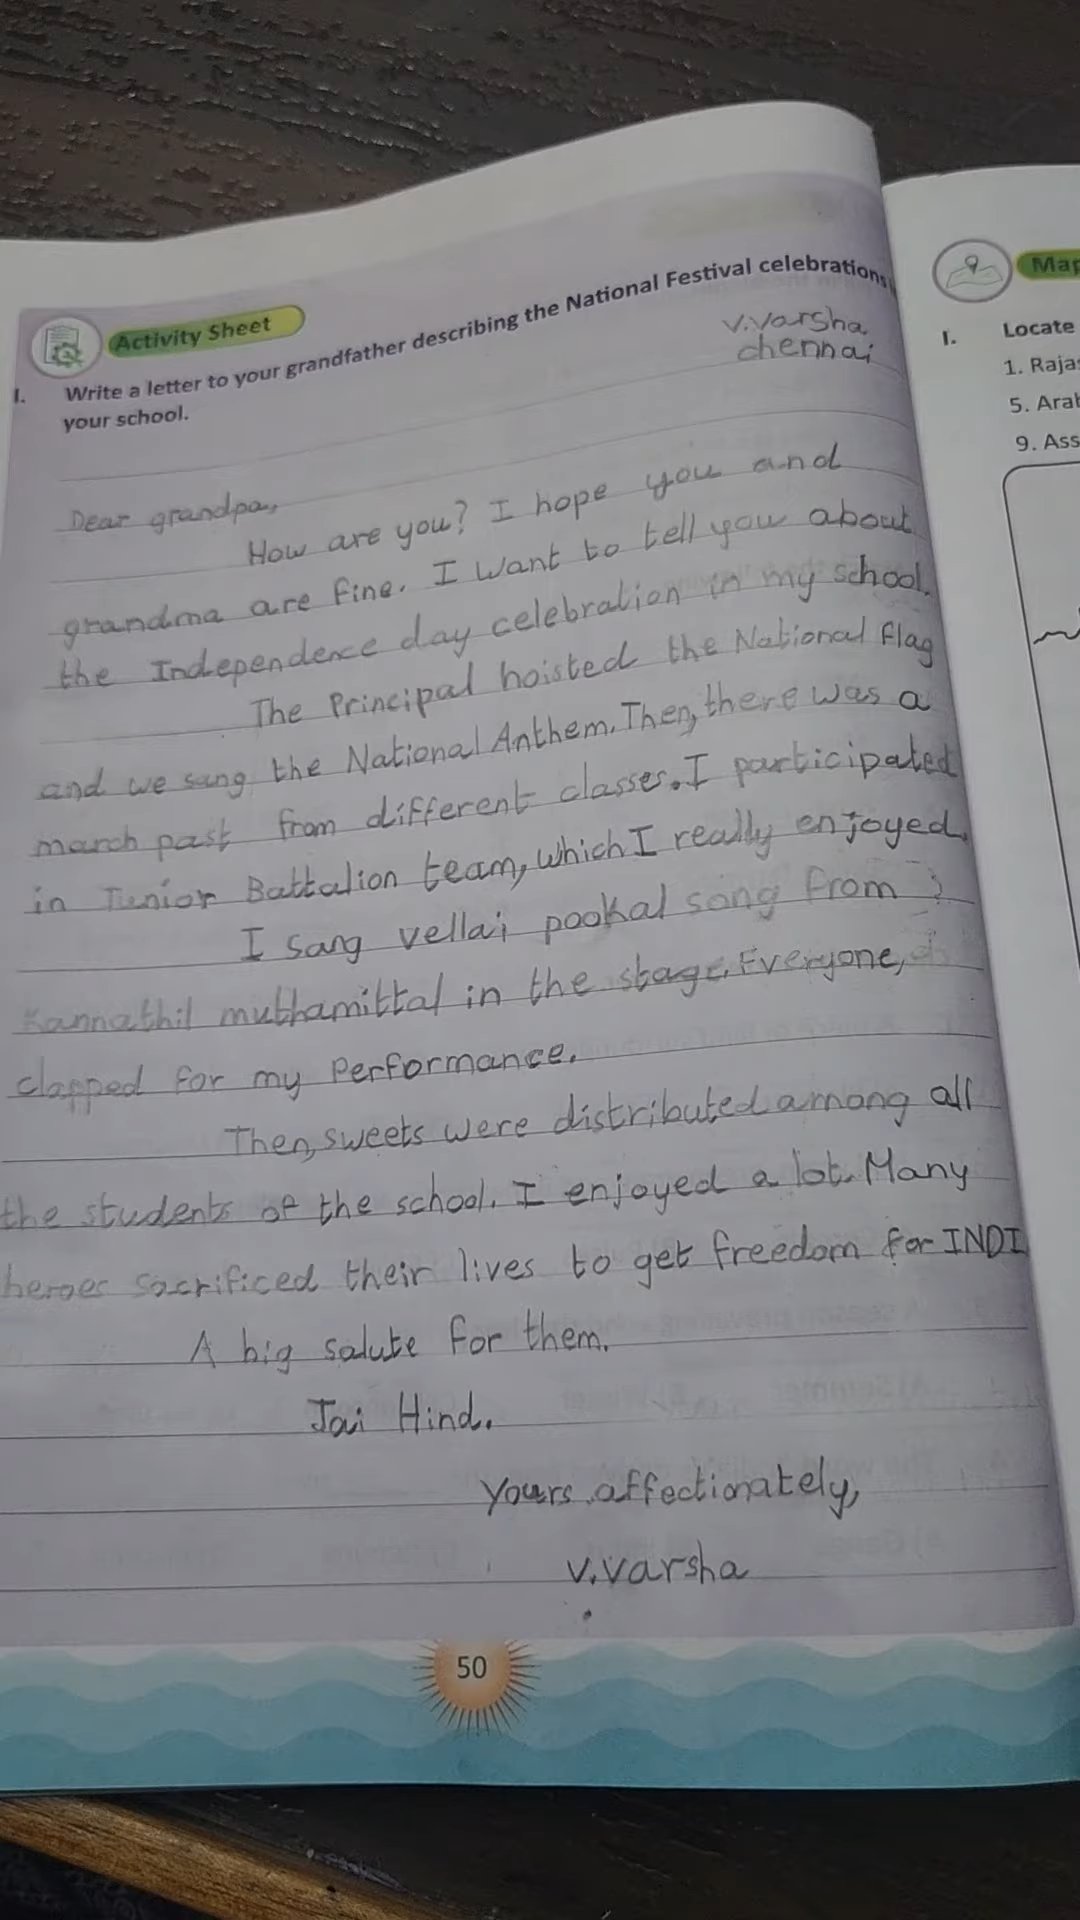 Activity Sheet
I. Write a letter to your grandfather describing the National Festival celebrations
your school.
V.Varsha
chennai
Dear grandpa,
How are you? I hope you and
grandma are fine. I Want to tell you about
the Independence day celebration in my school.
The Principal hoisted the National Flag
and we sang the National Anthem. Then, there was a
march past from different classes. I participated
in Junior Battalion team, which I really enjoyed.
I sang vellai pookal song from
Kannathil muthamittal in the stage. Everyone,
clapped for my Performance.
Then, sweets were distributed among all
the students of the school. I enjoyed a lot. Many
heroes sacrificed their lives to get freedom for INDI
A big salute for them.
Jai Hind.
Yours affectionately,
V.Varsha
50
Map
I. Locate
1. Rajas
5. Arab
9. Ass